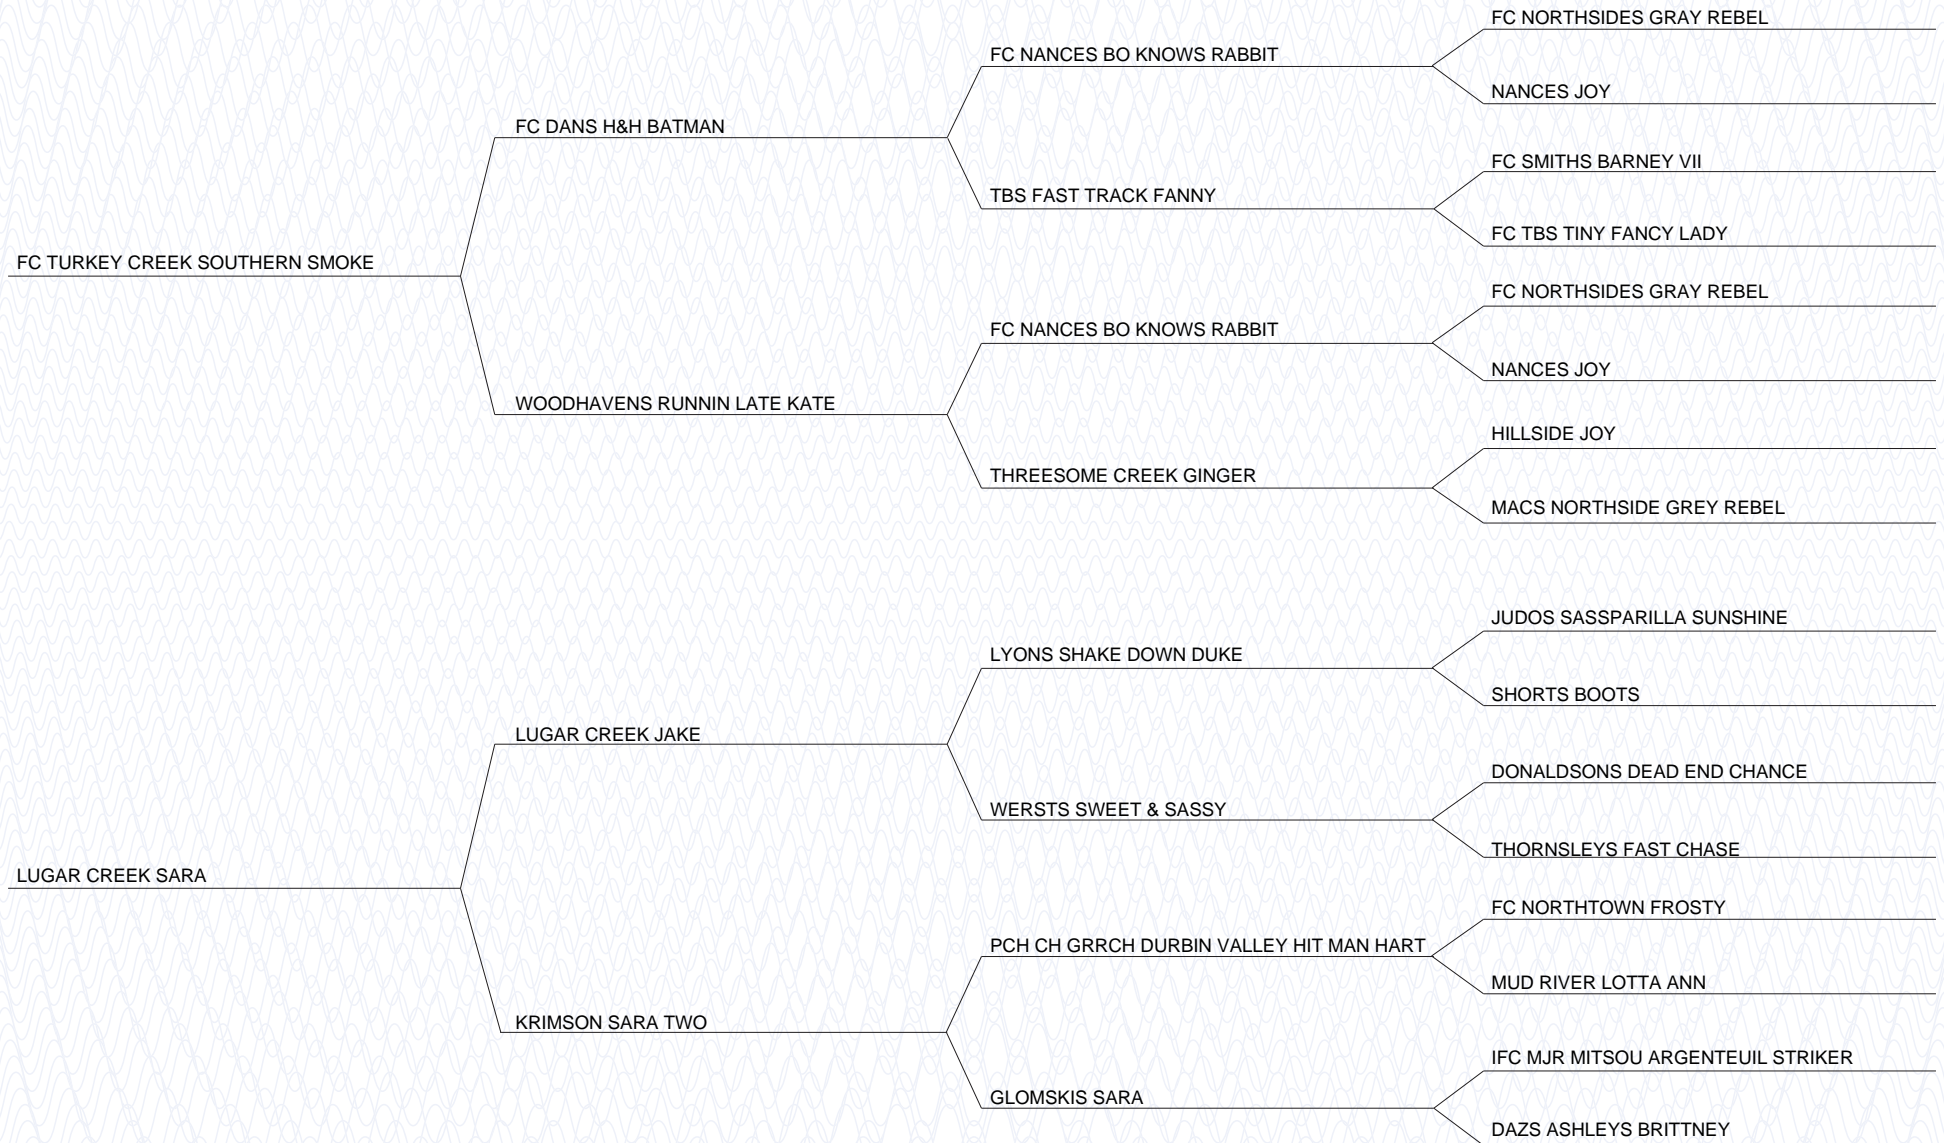 FC NORTHSIDES GRAY REBEL
FC NANCES BO KNOWS RABBIT
NANCES JOY
FC DANS H&H BATMAN
FC SMITHS BARNEY VII
TBS FAST TRACK FANNY
FC TBS TINY FANCY LADY
FC TURKEY CREEK SOUTHERN SMOKE
FC NORTHSIDES GRAY REBEL
FC NANCES BO KNOWS RABBIT
NANCES JOY
WOODHAVENS RUNNIN LATE KATE
HILLSIDE JOY
THREESOME CREEK GINGER
MACS NORTHSIDE GREY REBEL
JUDOS SASSPARILLA SUNSHINE
LYONS SHAKE DOWN DUKE
SHORTS BOOTS
LUGAR CREEK JAKE
DONALDSONS DEAD END CHANCE
WERSTS SWEET & SASSY
THORNSLEYS FAST CHASE
LUGAR CREEK SARA
FC NORTHTOWN FROSTY
PCH CH GRRCH DURBIN VALLEY HIT MAN HART
MUD RIVER LOTTA ANN
KRIMSON SARA TWO
IFC MJR MITSOU ARGENTEUIL STRIKER
GLOMSKIS SARA
DAZS ASHLEYS BRITTNEY